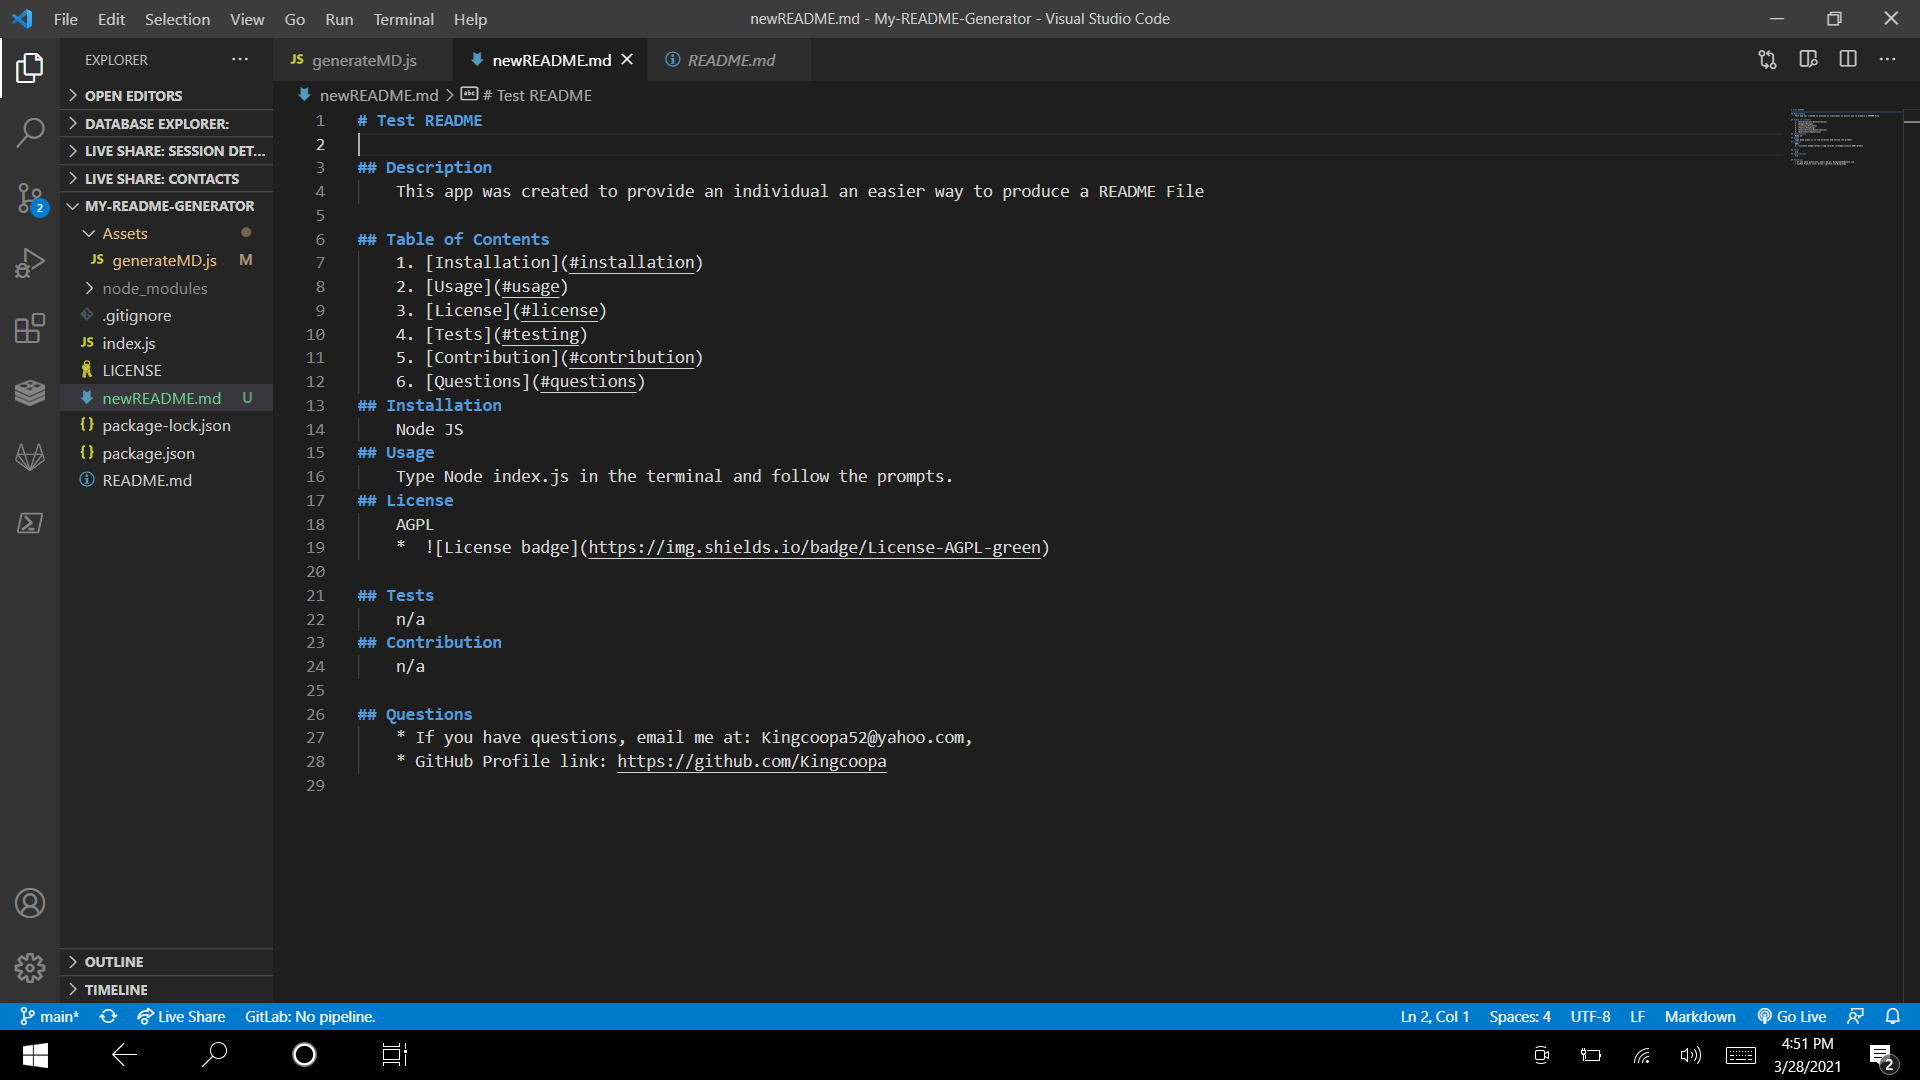 File Edit Selection View Go Run Terminal Help
newREADME.md - My-README-Generator - Visual Studio Code
EXPLORER
OPEN EDITORS
DATABASE EXPLORER:
LIVE SHARE: SESSION DET...
LIVE SHARE: CONTACTS
MY-README-GENERATOR
Assets
JS generateMD.js M
node_modules
.gitignore
JS index.js
LICENSE
newREADME.md U
{} package-lock.json
{} package.json
README.md
OUTLINE
TIMELINE
2
JS generateMD.js
newREADME.md
README.md
newREADME.md > abc # Test README
1 # Test README
2
3 ## Description
4 This app was created to provide an individual an easier way to produce a README File
5
6 ## Table of Contents
7 1. [Installation](#installation)
8 2. [Usage](#usage)
9 3. [License](#license)
10 4. [Tests](#testing)
11 5. [Contribution](#contribution)
12 6. [Questions](#questions)
13 ## Installation
14 Node JS
15 ## Usage
16 Type Node index.js in the terminal and follow the prompts.
17 ## License
18 AGPL
19 * ![License badge](https://img.shields.io/badge/License-AGPL-green)
20
21 ## Tests
22 n/a
23 ## Contribution
24 n/a
25
26 ## Questions
27 * If you have questions, email me at: Kingcoopa52@yahoo.com,
28 * GitHub Profile link: https://github.com/Kingcoopa
29
main* Live Share GitLab: No pipeline. Ln 2, Col 1 Spaces: 4 UTF-8 LF Markdown Go Live
4:51 PM
3/28/2021
2